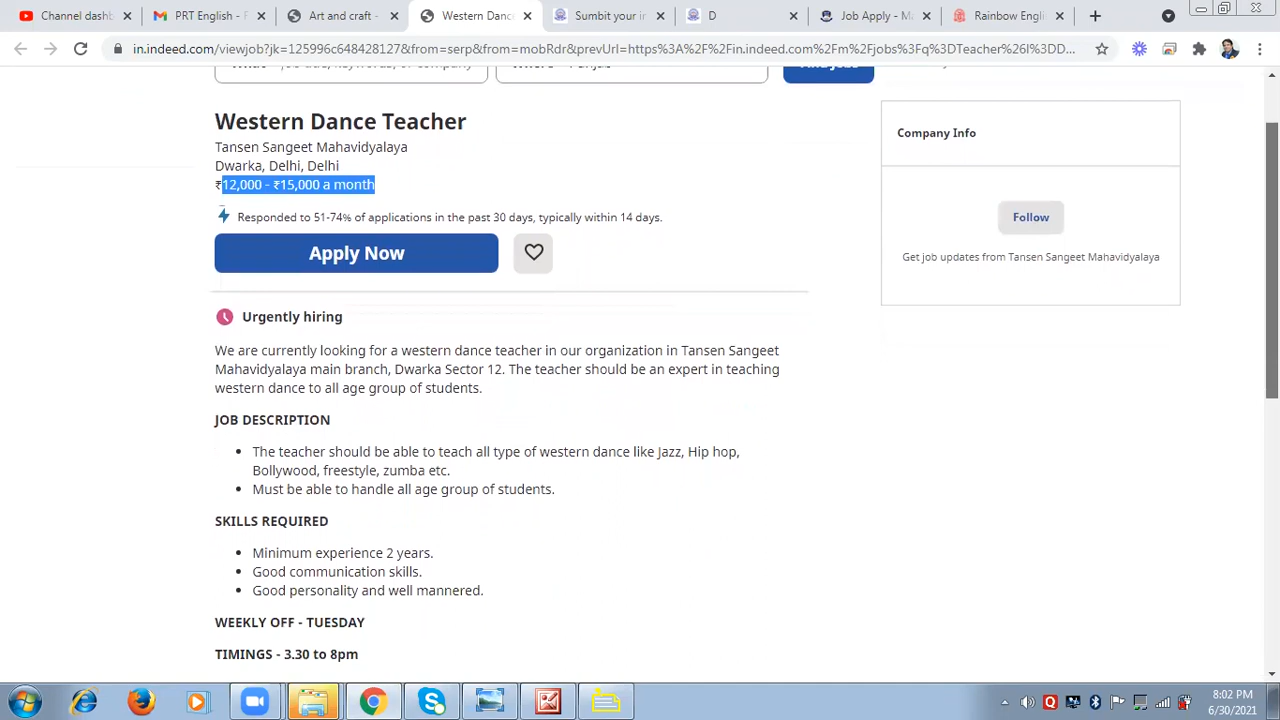 Channel dashb
PRT English - F
Art and craft -
Western Danc
Sumbit your in
D
Job Apply - Ma
Rainbow Engli
in.indeed.com/viewjob?jk=125996c648428127&from=serp&from=mobRdr&prevUrl=https%3A%2F%2Fin.indeed.com%2Fm%2Fjobs%3Fq%3DTeacher%26l%3DD...
Western Dance Teacher
Tansen Sangeet Mahavidyalaya
Dwarka, Delhi, Delhi
₹12,000 - ₹15,000 a month
Responded to 51-74% of applications in the past 30 days, typically within 14 days.
Apply Now
Company Info
Follow
Get job updates from Tansen Sangeet Mahavidyalaya
Urgently hiring
We are currently looking for a western dance teacher in our organization in Tansen Sangeet
Mahavidyalaya main branch, Dwarka Sector 12. The teacher should be an expert in teaching
western dance to all age group of students.
JOB DESCRIPTION
The teacher should be able to teach all type of western dance like Jazz, Hip hop,
Bollywood, freestyle, zumba etc.
Must be able to handle all age group of students.
SKILLS REQUIRED
Minimum experience 2 years.
Good communication skills.
Good personality and well mannered.
WEEKLY OFF - TUESDAY
TIMINGS - 3.30 to 8pm
8:02 PM
6/30/2021